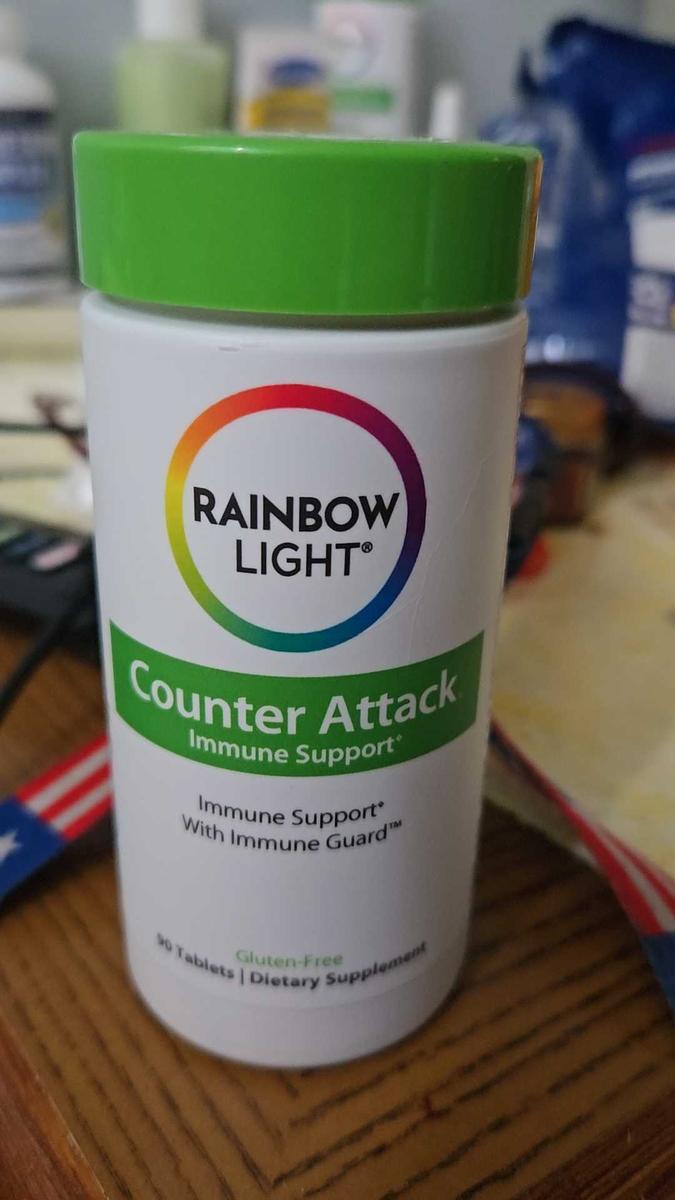 RAINBOW
LIGHT®
Counter Attack
Immune Support⋄
Immune Support⋄
With Immune Guard™
Gluten-Free
90 Tablets | Dietary Supplement